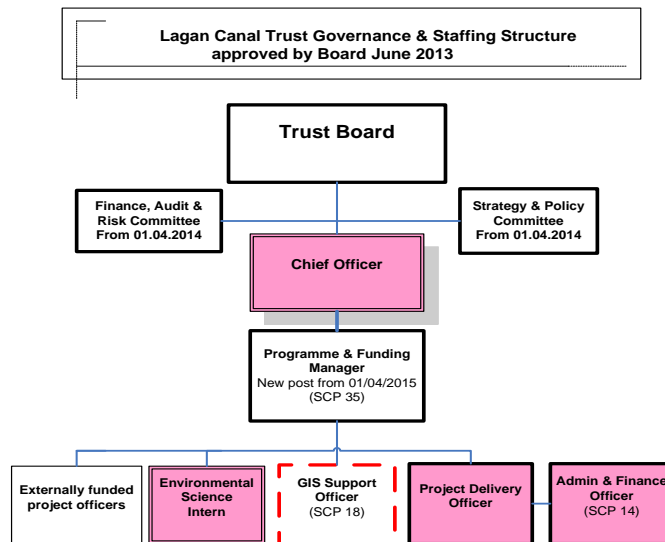 Lagan Canal Trust Governance & Staffing Structure
approved by Board June 2013
Trust Board
Finance, Audit &
Risk Committee
From 01.04.2014
Strategy & Policy
Committee
From 01.04.2014
Chief Officer
Programme & Funding
Manager
New post from 01/04/2015
(SCP 35)
Externally funded
project officers
Environmental
Science
Intern
GIS Support
Officer
(SCP 18)
Project Delivery
Officer
Admin & Finance
Officer
(SCP 14)